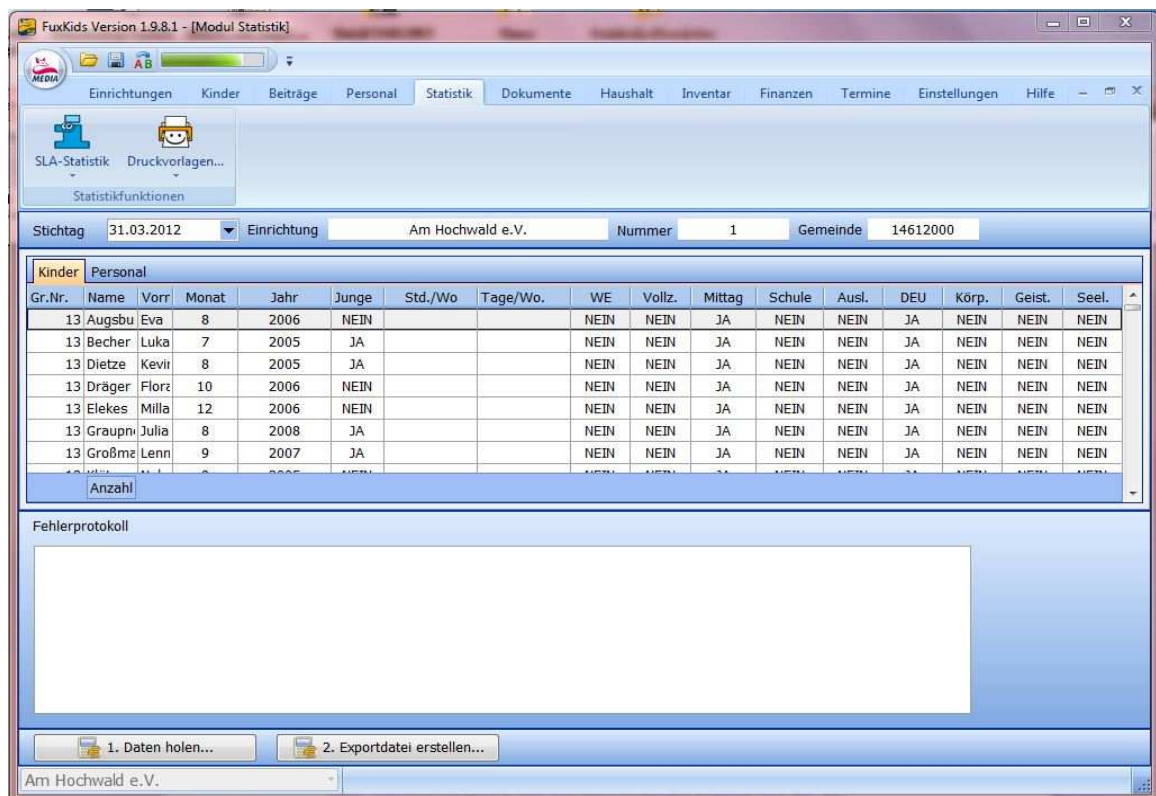 FuxKids Version 1.9.8.1 - [Modul Statistik]
MEDIA
Einrichtungen Kinder Beiträge Personal Statistik Dokumente Haushalt Inventar Finanzen Termine Einstellungen Hilfe
SLA-Statistik Druckvorlagen...
Statistikfunktionen
Stichtag 31.03.2012 Einrichtung Am Hochwald e.V. Nummer 1 Gemeinde 14612000
Kinder Personal
Gr.Nr. Name Vorr Monat Jahr Junge Std./Wo Tage/Wo. WE Vollz. Mittag Schule Ausl. DEU Körp. Geist. Seel.
13 Augsbu Eva 8 2006 NEIN NEIN NEIN JA NEIN NEIN JA NEIN NEIN NEIN
13 Becher Luka 7 2005 JA NEIN NEIN JA NEIN NEIN JA NEIN NEIN NEIN
13 Dietze Kevin 8 2005 JA NEIN NEIN JA NEIN NEIN JA NEIN NEIN NEIN
13 Dräger Flora 10 2006 NEIN NEIN NEIN JA NEIN NEIN JA NEIN NEIN NEIN
13 Elekes Milla 12 2006 NEIN NEIN NEIN JA NEIN NEIN JA NEIN NEIN NEIN
13 Graupn Julia 8 2008 JA NEIN NEIN JA NEIN NEIN JA NEIN NEIN NEIN
13 Großma Lenn 9 2007 JA NEIN NEIN JA NEIN NEIN JA NEIN NEIN NEIN
Anzahl
Fehlerprotokoll
1. Daten holen... 2. Exportdatei erstellen...
Am Hochwald e.V.